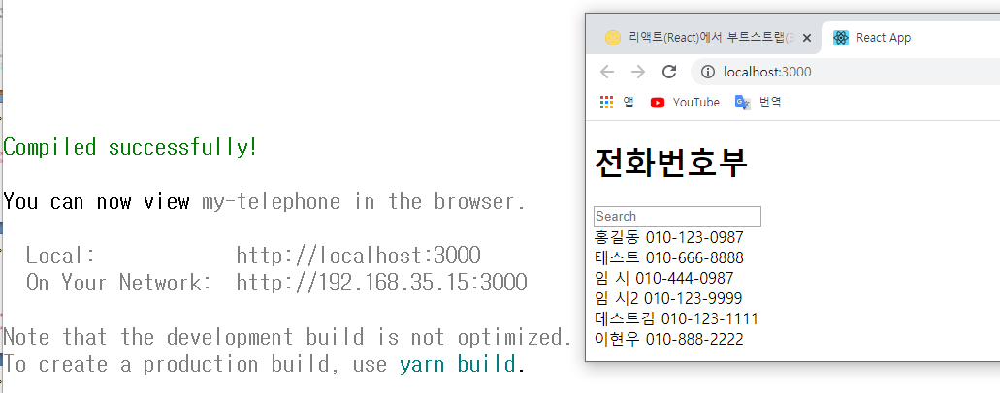 Compiled successfully!
You can now view my-telephone in the browser.
Local: http://localhost:3000
On Your Network: http://192.168.35.15:3000
Note that the development build is not optimized.
To create a production build, use yarn build.
리액트(React)에서 부트스트랩(B
React App
localhost:3000
앱 YouTube 번역
전화번호부
Search
홍길동 010-123-0987
테스트 010-666-8888
임 시 010-444-0987
임 시2 010-123-9999
테스트김 010-123-1111
이현우 010-888-2222